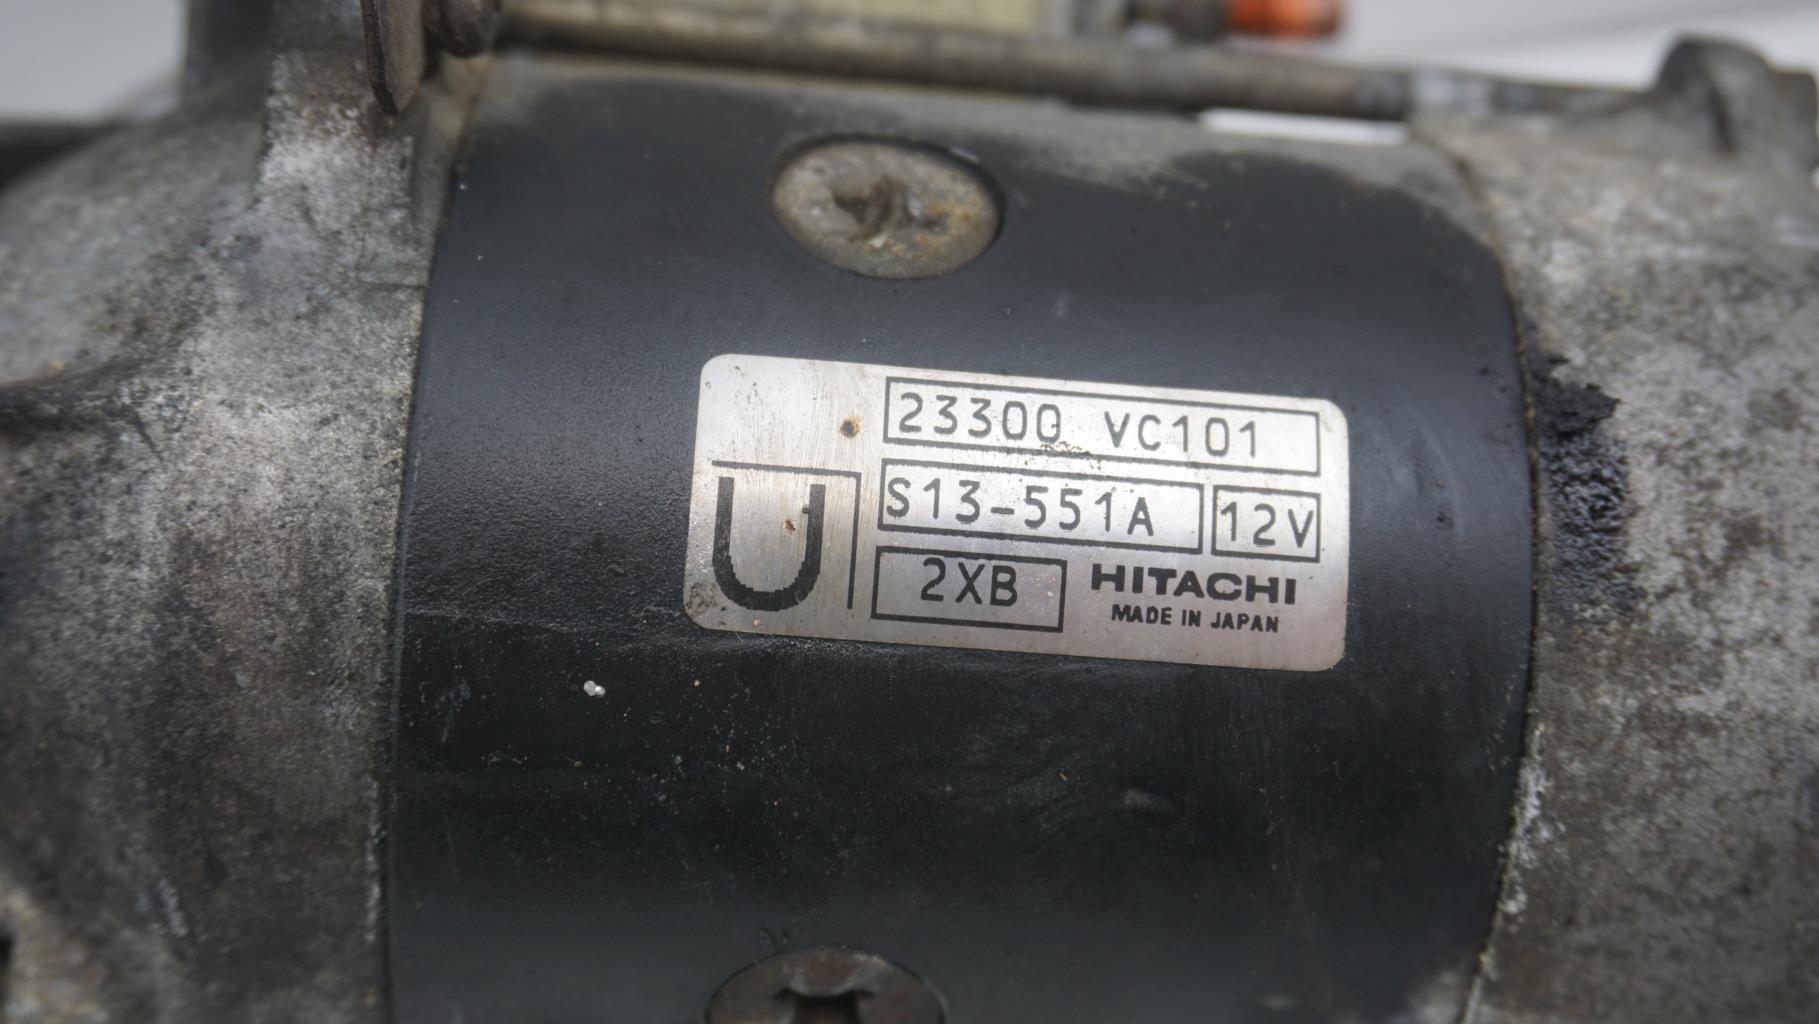 23300 VC101
S13-551A 12V
U
2XB HITACHI
MADE IN JAPAN